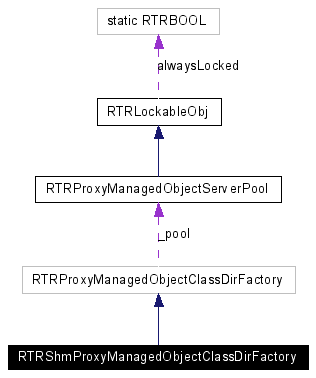 static RTRBOOL
alwaysLocked
RTRLockableObj
RTRProxyManagedObjectServerPool
_pool
RTRProxyManagedObjectClassDirFactory
RTRShmProxyManagedObjectClassDirFactory